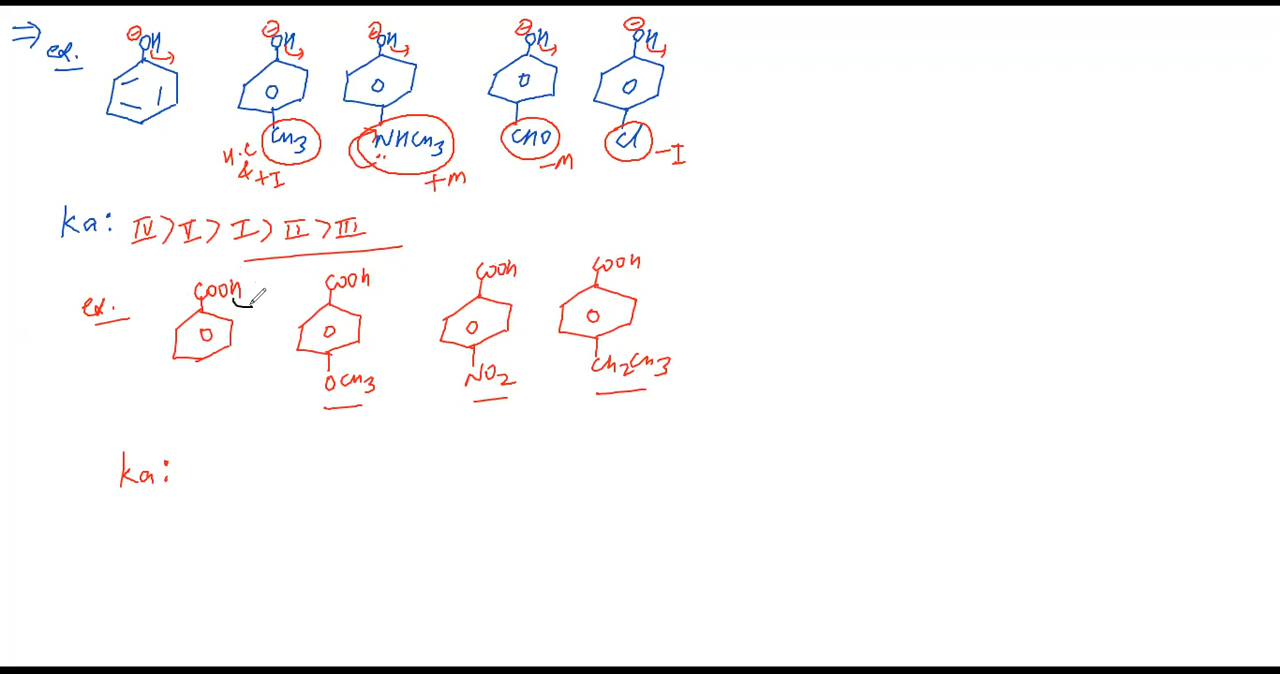 ⇒ ex.
⊖ OH ⊖ OH ⊖ OH ⊖ OH ⊖ OH
CH3 NHCH3 CHO Cl
H.C & +I +M -M -I
ka: IV > V > I > II > III
ex. COOH COOH COOH COOH
OCH3 NO2 CH2CH3
ka: